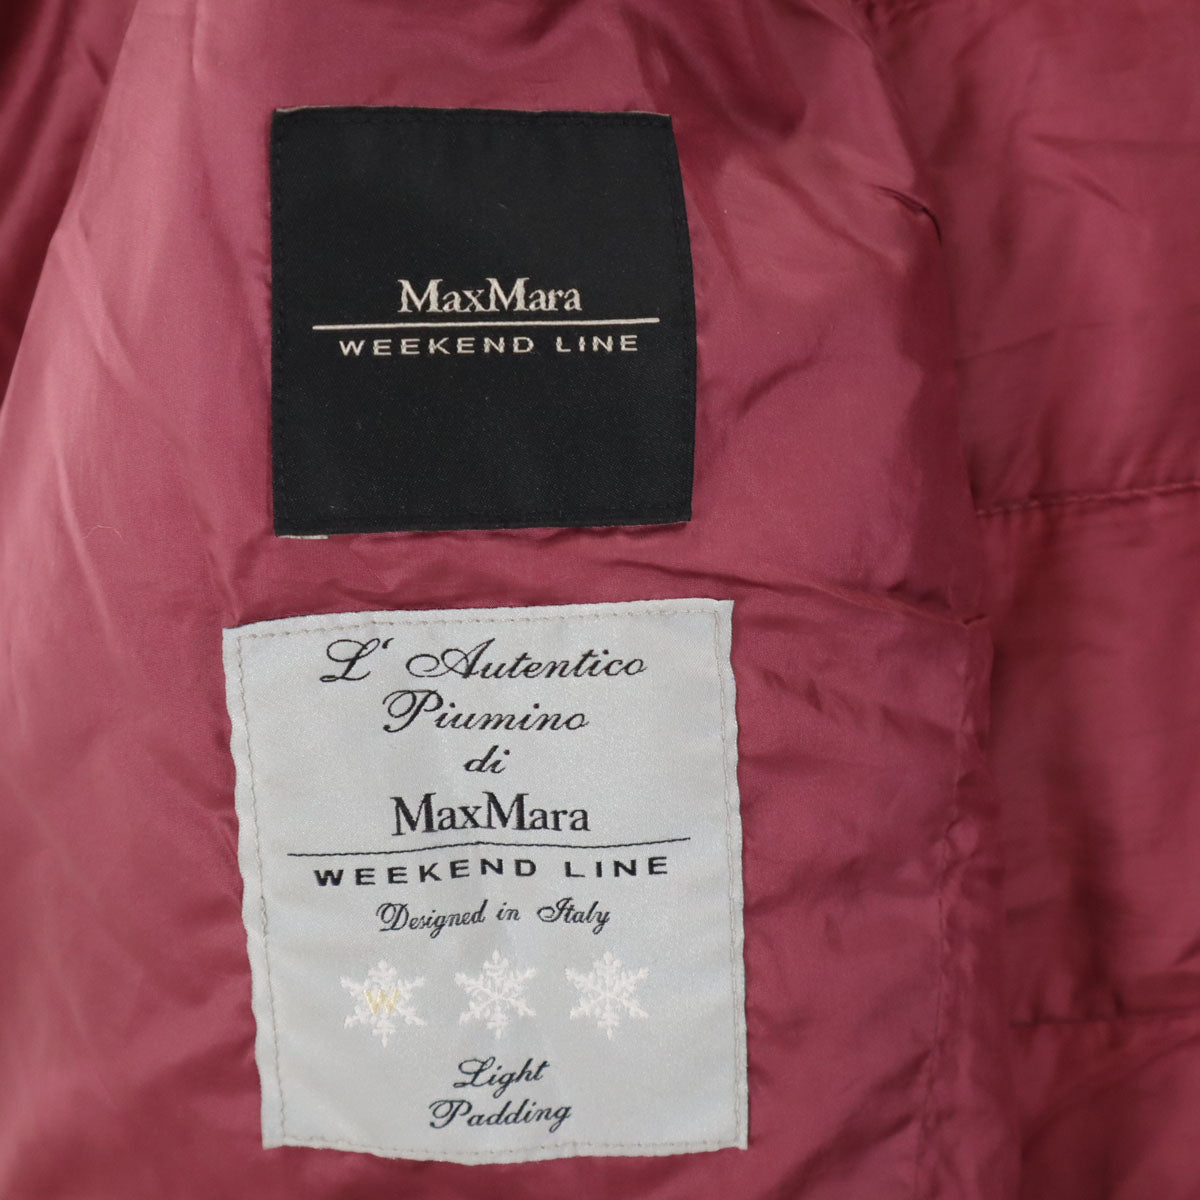 MaxMara
WEEKEND LINE
L' Autentico
Piumino
di
MaxMara
WEEKEND LINE
Designed in Italy
W
Light
Padding